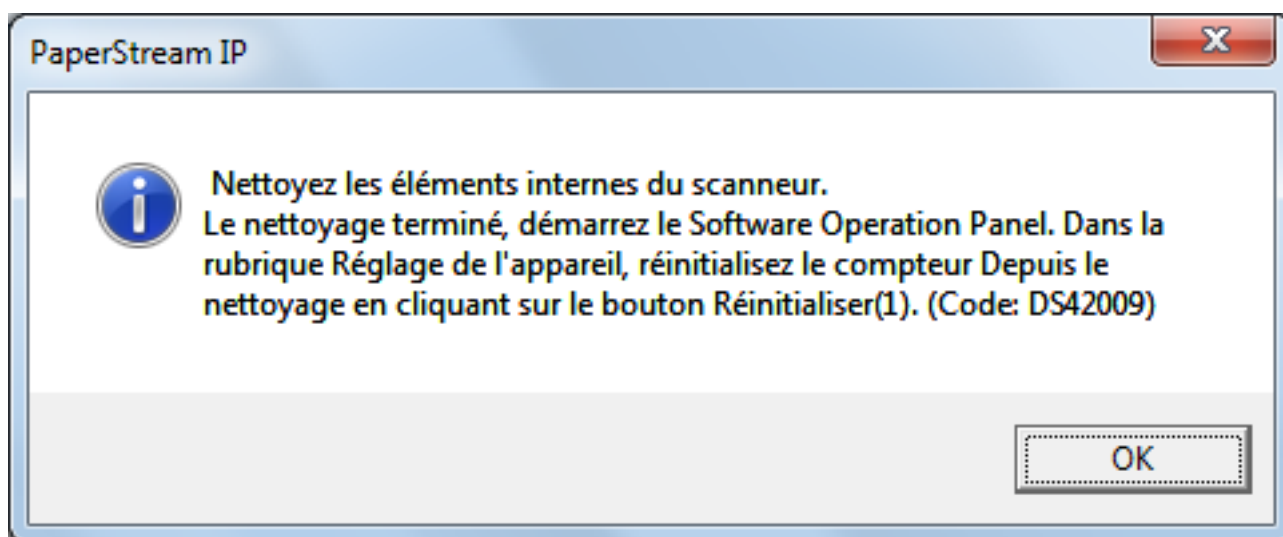 PaperStream IP
Nettoyez les éléments internes du scanneur.
Le nettoyage terminé, démarrez le Software Operation Panel. Dans la
rubrique Réglage de l'appareil, réinitialisez le compteur Depuis le
nettoyage en cliquant sur le bouton Réinitialiser(1). (Code: DS42009)
OK